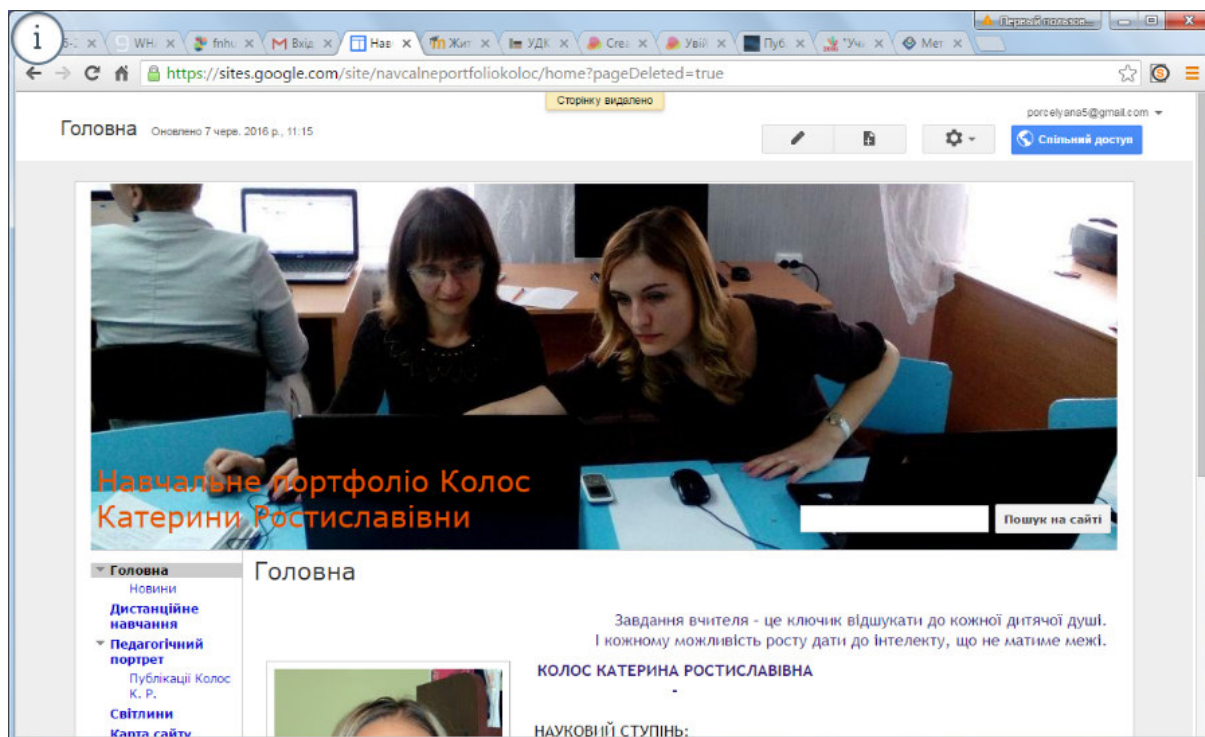 i
Первый пользов...
6-2
WH.
fnhu
Вхід
Нав
Жит
УДК
Crea
Увій
Пуб.
"Уч.
Мет
https://sites.google.com/site/navcalneportfoliokoloc/home?pageDeleted=true
Сторінку видалено
porcelyana5@gmail.com
Головна Оновлено 7 черв. 2016 р., 11:15
Спільний доступ
Навчальне портфоліо Колос
Катерини Ростиславівни
Пошук на сайті
Головна
Новини
Дистанційне
навчання
Педагогічний
портрет
Публікації Колос
К. Р.
Світлини
Карта сайту
Головна
Завдання вчителя - це ключик відшукати до кожної дитячої душі.
І кожному можливість росту дати до інтелекту, що не матиме межі.
КОЛОС КАТЕРИНА РОСТИСЛАВІВНА
-
НАУКОВИЙ СТУПІНЬ: